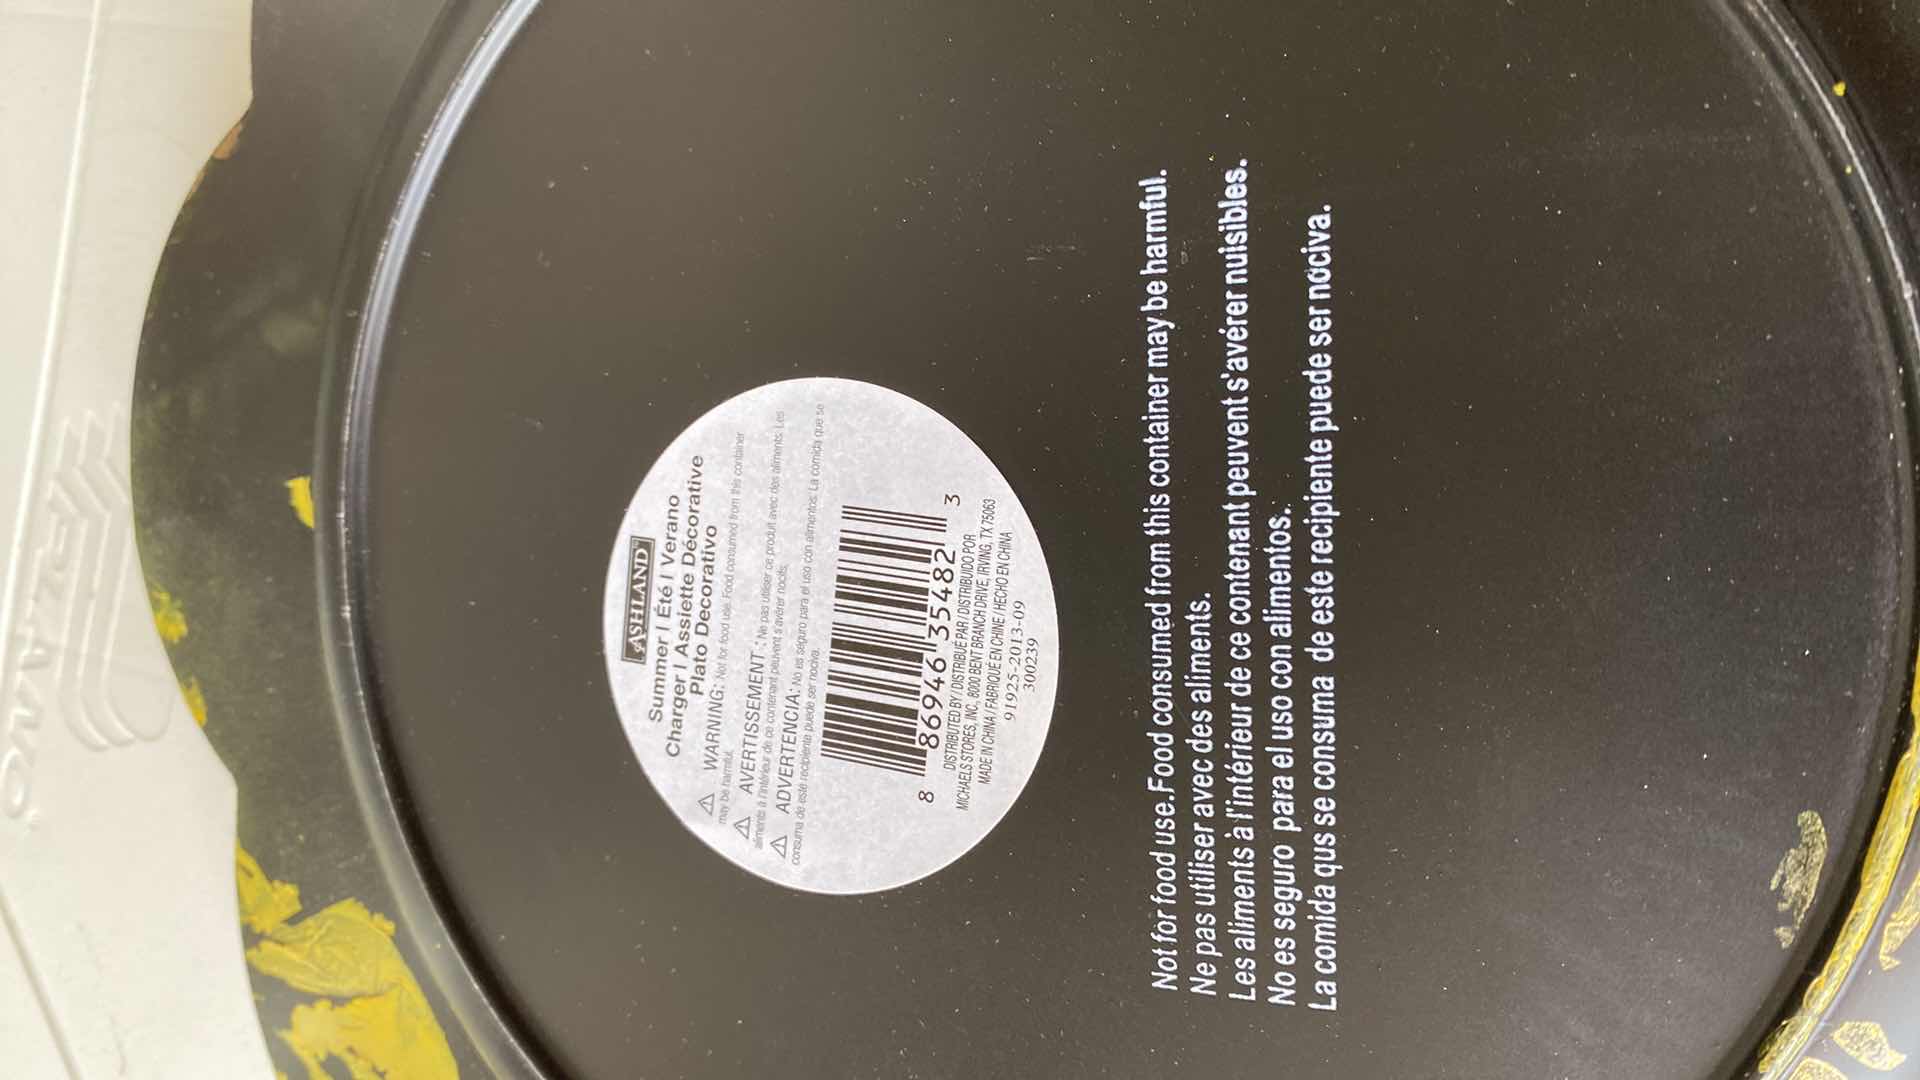 ASHLAND™
Summer | Été | Verano
Charger | Assiette Décorative
Plato Decorativo
⚠ WARNING: Not for food use. Food consumed from this container
may be harmful.
⚠ AVERTISSEMENT : Ne pas utiliser ce produit avec des aliments. Les
aliments à l'intérieur de ce contenant peuvent s'avérer nocifs.
⚠ ADVERTENCIA: No es seguro para el uso con alimentos. La comida que se
consuma de este recipiente puede ser nociva.
8 86946 35482 3
DISTRIBUTED BY / DISTRIBUÉ PAR / DISTRIBUIDO POR
MICHAELS STORES, INC., 8000 BENT BRANCH DRIVE, IRVING, TX 75063
MADE IN CHINA / FABRIQUÉ EN CHINE / HECHO EN CHINA
91925-2013-09
300239
Not for food use.Food consumed from this container may be harmful.
Ne pas utiliser avec des aliments.
Les aliments à l'intérieur de ce contenant peuvent s'avérer nuisibles.
No es seguro para el uso con alimentos.
La comida qus se consuma de este recipiente puede ser nociva.